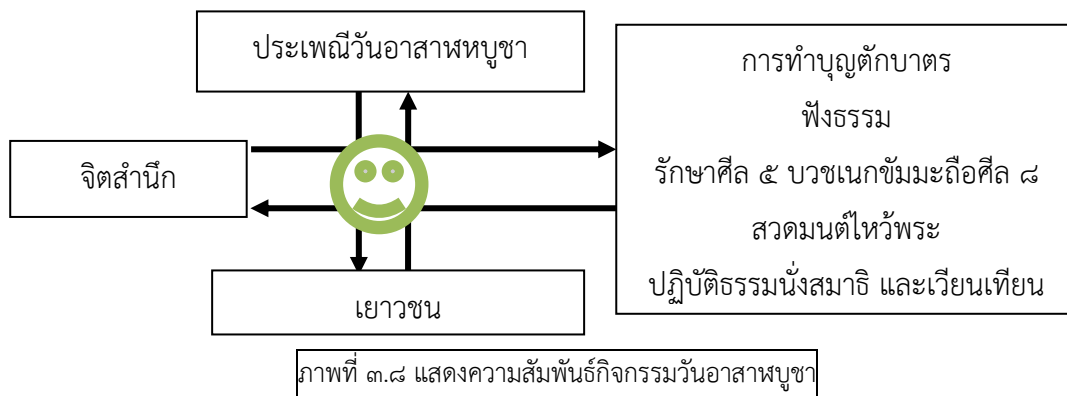 ประเพณีวันอาสาฬหบูชา
การทำบุญตักบาตร
ฟังธรรม
รักษาศีล ๕ บวชเนกขัมมะถือศีล ๘
สวดมนต์ไหว้พระ
ปฏิบัติธรรมนั่งสมาธิ และเวียนเทียน
จิตสำนึก
เยาวชน
ภาพที่ ๓.๘ แสดงความสัมพันธ์กิจกรรมวันอาสาฬบูชา